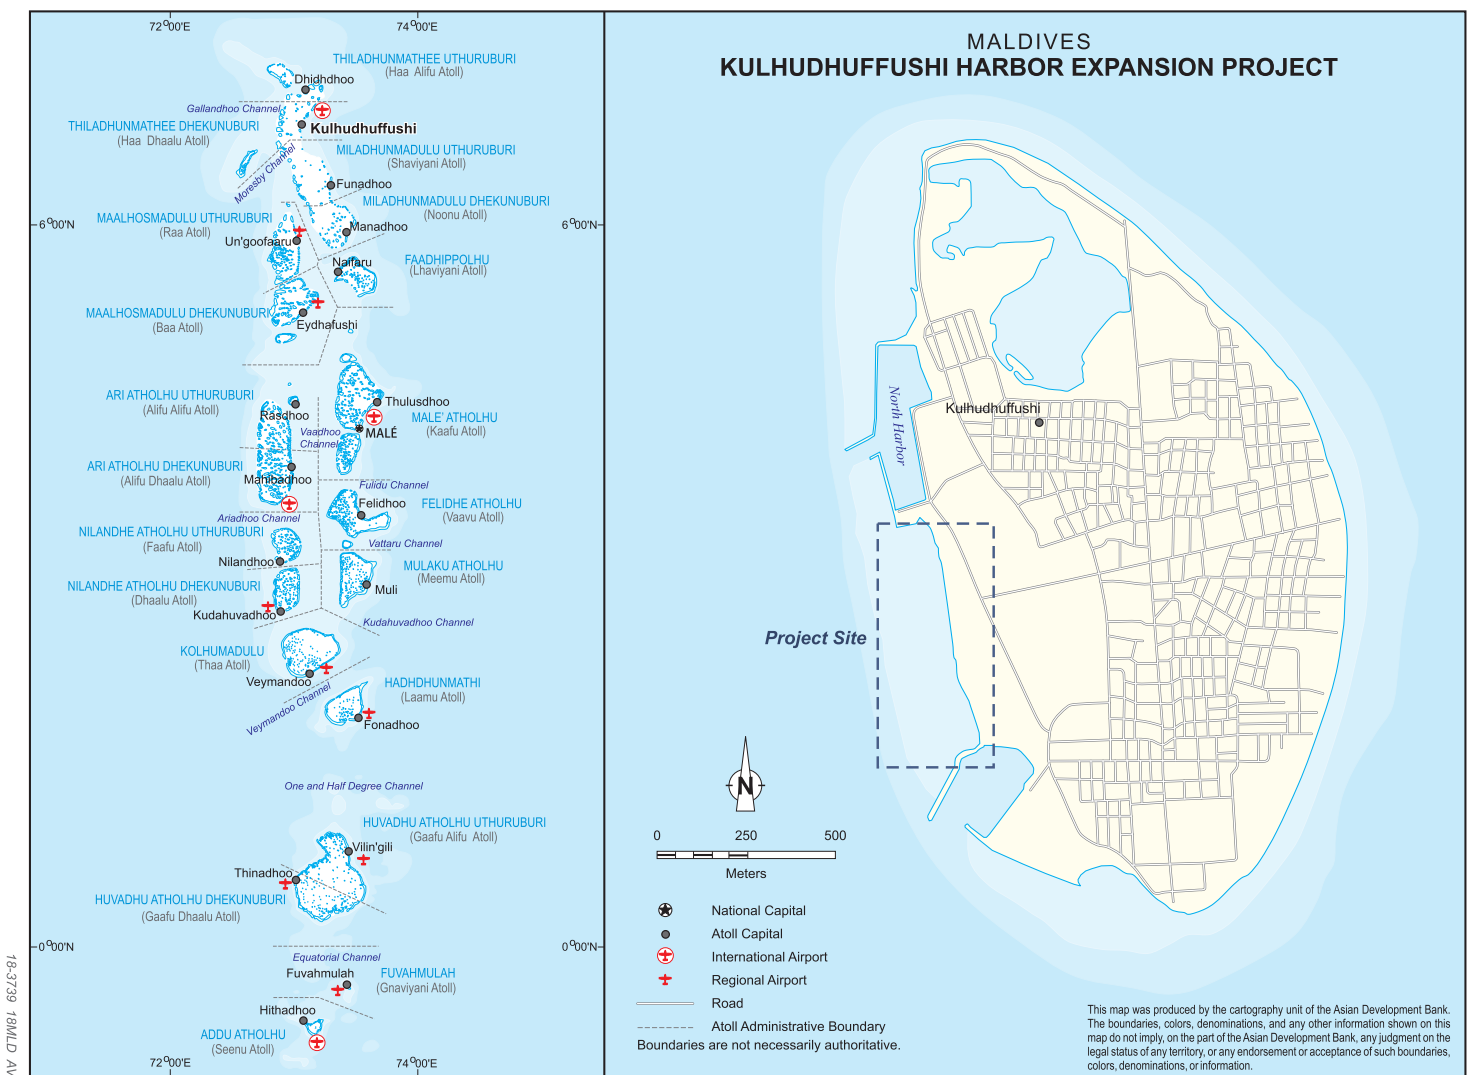 72°00'E
74°00'E
THILADHUNMATHEE UTHURUBURI
(Haa Alifu Atoll)
Dhidhdhoo
Gallandhoo Channel
THILADHUNMATHEE DHEKUNUBURI
(Haa Dhaalu Atoll)
Kulhudhuffushi
MILADHUNMADULU UTHURUBURI
(Shaviyani Atoll)
Moresby Channel
Funadhoo
MILADHUNMADULU DHEKUNUBURI
(Noonu Atoll)
MAALHOSMADULU UTHURUBURI
(Raa Atoll)
6°00'N
6°00'N
Manadhoo
Un'goofaaru
Naifaru
FAADHIPPOLHU
(Lhaviyani Atoll)
MAALHOSMADULU DHEKUNUBURI
(Baa Atoll)
Eydhafushi
ARI ATHOLHU UTHURUBURI
(Alifu Alifu Atoll)
Rasdhoo
Thulusdhoo
MALE' ATHOLHU
(Kaafu Atoll)
Vaadhoo
Channel
MALÉ
ARI ATHOLHU DHEKUNUBURI
(Alifu Dhaalu Atoll)
Mahibadhoo
Fulidu Channel
Felidhoo
FELIDHE ATHOLHU
(Vaavu Atoll)
Ariadhoo Channel
NILANDHE ATHOLHU UTHURUBURI
(Faafu Atoll)
Vattaru Channel
Nilandhoo
MULAKU ATHOLHU
(Meemu Atoll)
NILANDHE ATHOLHU DHEKUNUBURI
(Dhaalu Atoll)
Muli
Kudahuvadhoo
Kudahuvadhoo Channel
KOLHUMADULU
(Thaa Atoll)
Veymandoo
HADHDHUNMATHI
(Laamu Atoll)
Veymandoo Channel
Fonadhoo
One and Half Degree Channel
HUVADHU ATHOLHU UTHURUBURI
(Gaafu Alifu Atoll)
Vilin'gili
Thinadhoo
HUVADHU ATHOLHU DHEKUNUBURI
(Gaafu Dhaalu Atoll)
0°00'N
0°00'N
Equatorial Channel
Fuvahmulah
FUVAHMULAH
(Gnaviyani Atoll)
Hithadhoo
ADDU ATHOLHU
(Seenu Atoll)
72°00'E
74°00'E
18-3739 18MLD AV
MALDIVES
KULHUDHUFFUSHI HARBOR EXPANSION PROJECT
North Harbor
Kulhudhuffushi
Project Site
N
0 250 500
Meters
National Capital
Atoll Capital
International Airport
Regional Airport
Road
Atoll Administrative Boundary
Boundaries are not necessarily authoritative.
This map was produced by the cartography unit of the Asian Development Bank.
The boundaries, colors, denominations, and any other information shown on this
map do not imply, on the part of the Asian Development Bank, any judgment on the
legal status of any territory, or any endorsement or acceptance of such boundaries,
colors, denominations, or information.